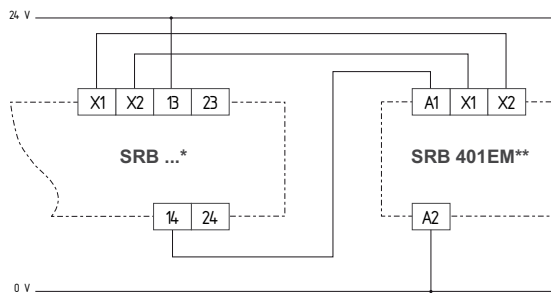 24 V
X1 X2 13 23 A1 X1 X2
SRB ...* SRB 401EM**
14 24 A2
0 V